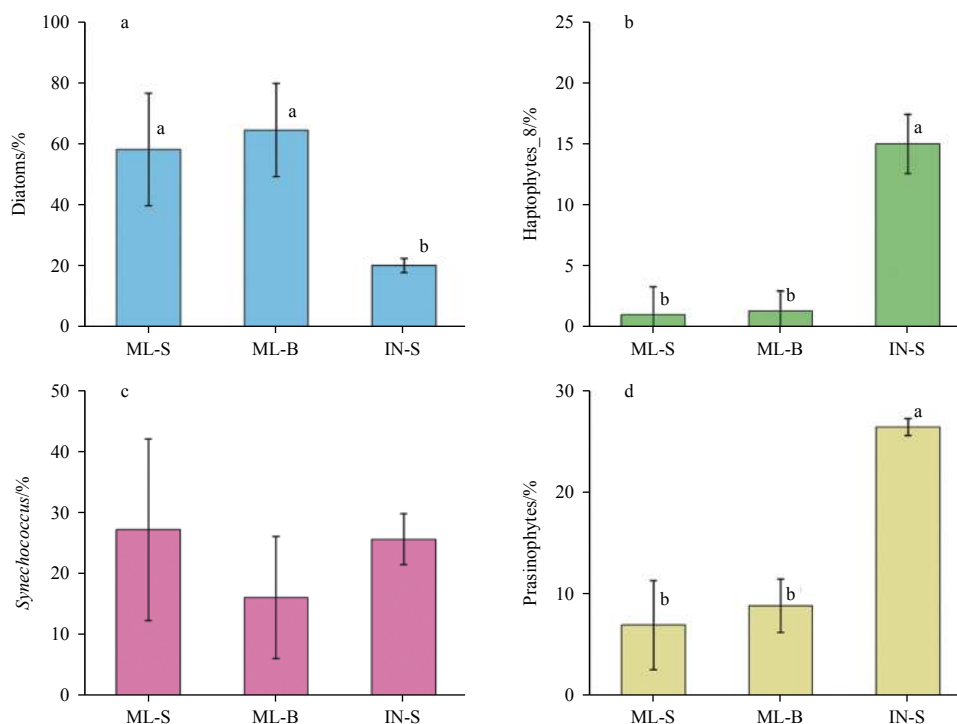 a
100
80
60
40
20
0
Diatoms/%
a
a
b
ML-S
ML-B
IN-S
b
25
20
15
10
5
0
Haptophytes_8/%
b
b
a
ML-S
ML-B
IN-S
c
50
40
30
20
10
0
Synechococcus/%
ML-S
ML-B
IN-S
d
30
20
10
0
Prasinophytes/%
b
b
a
ML-S
ML-B
IN-S